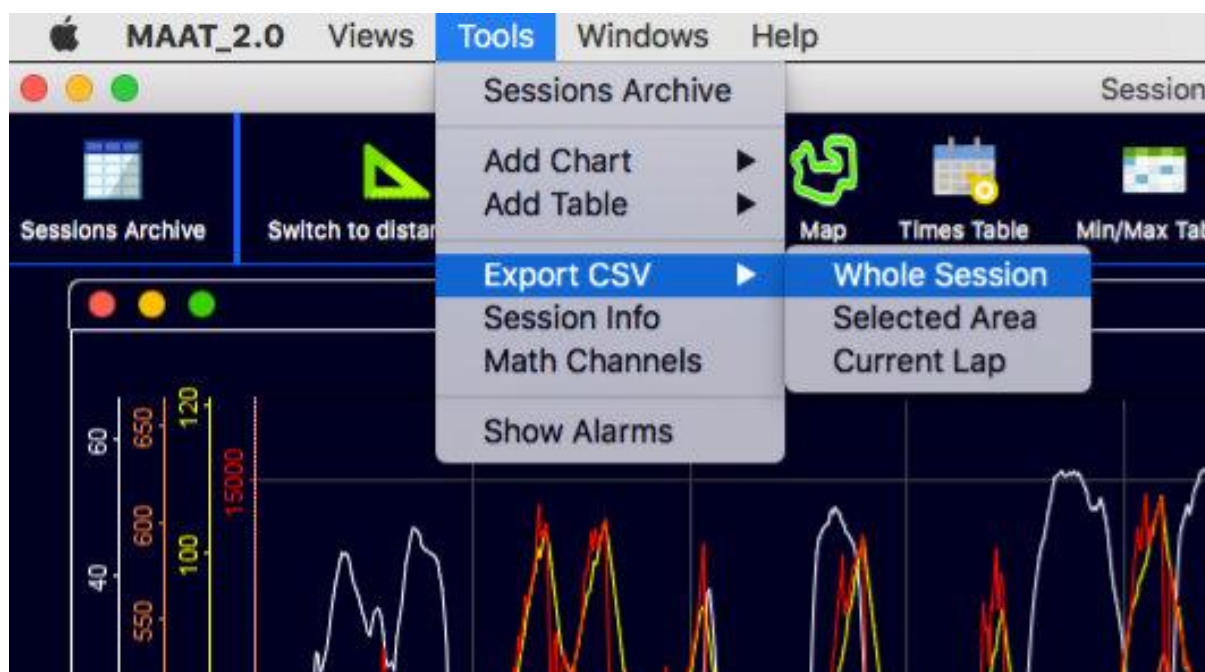 MAAT_2.0 Views Tools Windows Help
Sessions Archive
Session
Add Chart
Add Table
Sessions Archive
Switch to distan
Map
Times Table
Min/Max Tab
Export CSV
Whole Session
Session Info
Selected Area
Math Channels
Current Lap
Show Alarms
60
650
120
15000
600
100
40
550